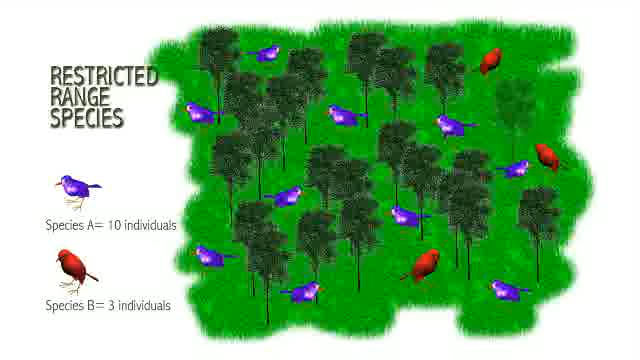 RESTRICTED
RANGE
SPECIES
Species A= 10 individuals
Species B= 3 individuals